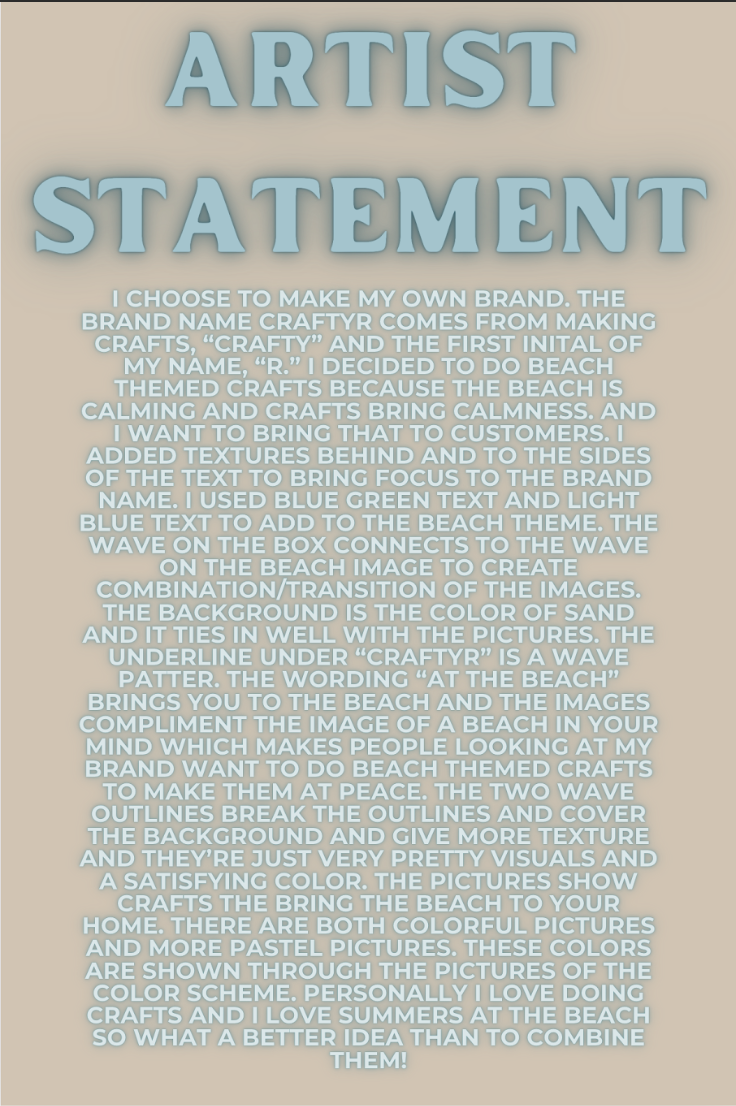 ARTIST
STATEMENT
I CHOOSE TO MAKE MY OWN BRAND. THE
BRAND NAME CRAFTYR COMES FROM MAKING
CRAFTS, “CRAFTY” AND THE FIRST INITAL OF
MY NAME, “R.” I DECIDED TO DO BEACH
THEMED CRAFTS BECAUSE THE BEACH IS
CALMING AND CRAFTS BRING CALMNESS. AND
I WANT TO BRING THAT TO CUSTOMERS. I
ADDED TEXTURES BEHIND AND TO THE SIDES
OF THE TEXT TO BRING FOCUS TO THE BRAND
NAME. I USED BLUE GREEN TEXT AND LIGHT
BLUE TEXT TO ADD TO THE BEACH THEME. THE
WAVE ON THE BOX CONNECTS TO THE WAVE
ON THE BEACH IMAGE TO CREATE
COMBINATION/TRANSITION OF THE IMAGES.
THE BACKGROUND IS THE COLOR OF SAND
AND IT TIES IN WELL WITH THE PICTURES. THE
UNDERLINE UNDER “CRAFTYR” IS A WAVE
PATTER. THE WORDING “AT THE BEACH”
BRINGS YOU TO THE BEACH AND THE IMAGES
COMPLIMENT THE IMAGE OF A BEACH IN YOUR
MIND WHICH MAKES PEOPLE LOOKING AT MY
BRAND WANT TO DO BEACH THEMED CRAFTS
TO MAKE THEM AT PEACE. THE TWO WAVE
OUTLINES BREAK THE OUTLINES AND COVER
THE BACKGROUND AND GIVE MORE TEXTURE
AND THEY’RE JUST VERY PRETTY VISUALS AND
A SATISFYING COLOR. THE PICTURES SHOW
CRAFTS THE BRING THE BEACH TO YOUR
HOME. THERE ARE BOTH COLORFUL PICTURES
AND MORE PASTEL PICTURES. THESE COLORS
ARE SHOWN THROUGH THE PICTURES OF THE
COLOR SCHEME. PERSONALLY I LOVE DOING
CRAFTS AND I LOVE SUMMERS AT THE BEACH
SO WHAT A BETTER IDEA THAN TO COMBINE
THEM!